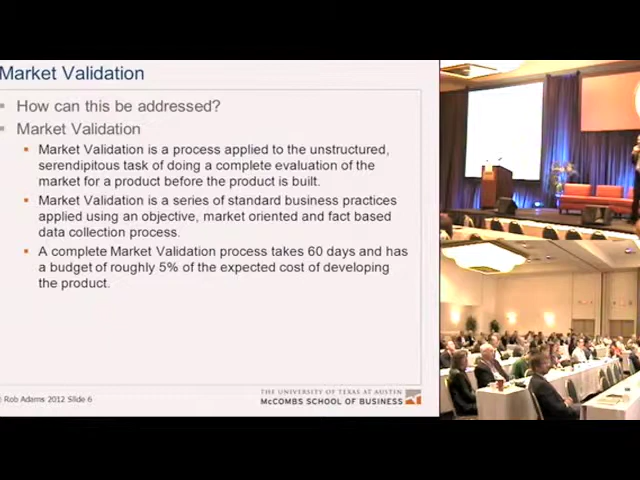 Market Validation
How can this be addressed?
Market Validation
Market Validation is a process applied to the unstructured,
serendipitous task of doing a complete evaluation of the
market for a product before the product is built.
Market Validation is a series of standard business practices
applied using an objective, market oriented and fact based
data collection process.
A complete Market Validation process takes 60 days and has
a budget of roughly 5% of the expected cost of developing
the product.
Rob Adams 2012 Slide 6
THE UNIVERSITY OF TEXAS AT AUSTIN
McCOMBS SCHOOL OF BUSINESS